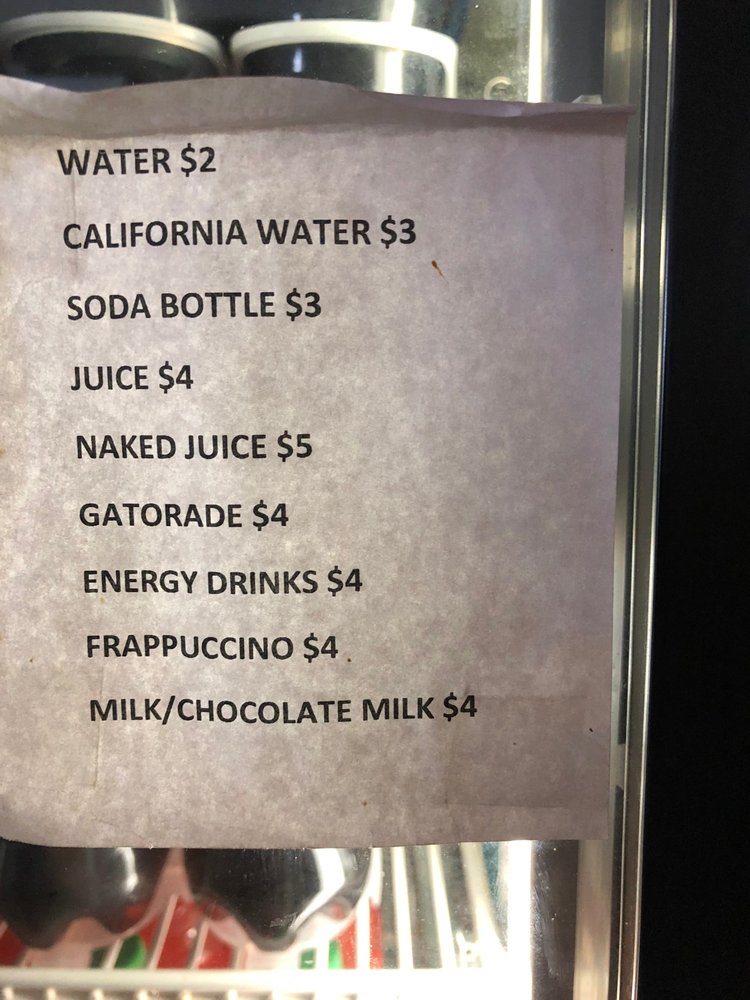 WATER $2
CALIFORNIA WATER $3
SODA BOTTLE $3
JUICE $4
NAKED JUICE $5
GATORADE $4
ENERGY DRINKS $4
FRAPPUCCINO $4
MILK/CHOCOLATE MILK $4